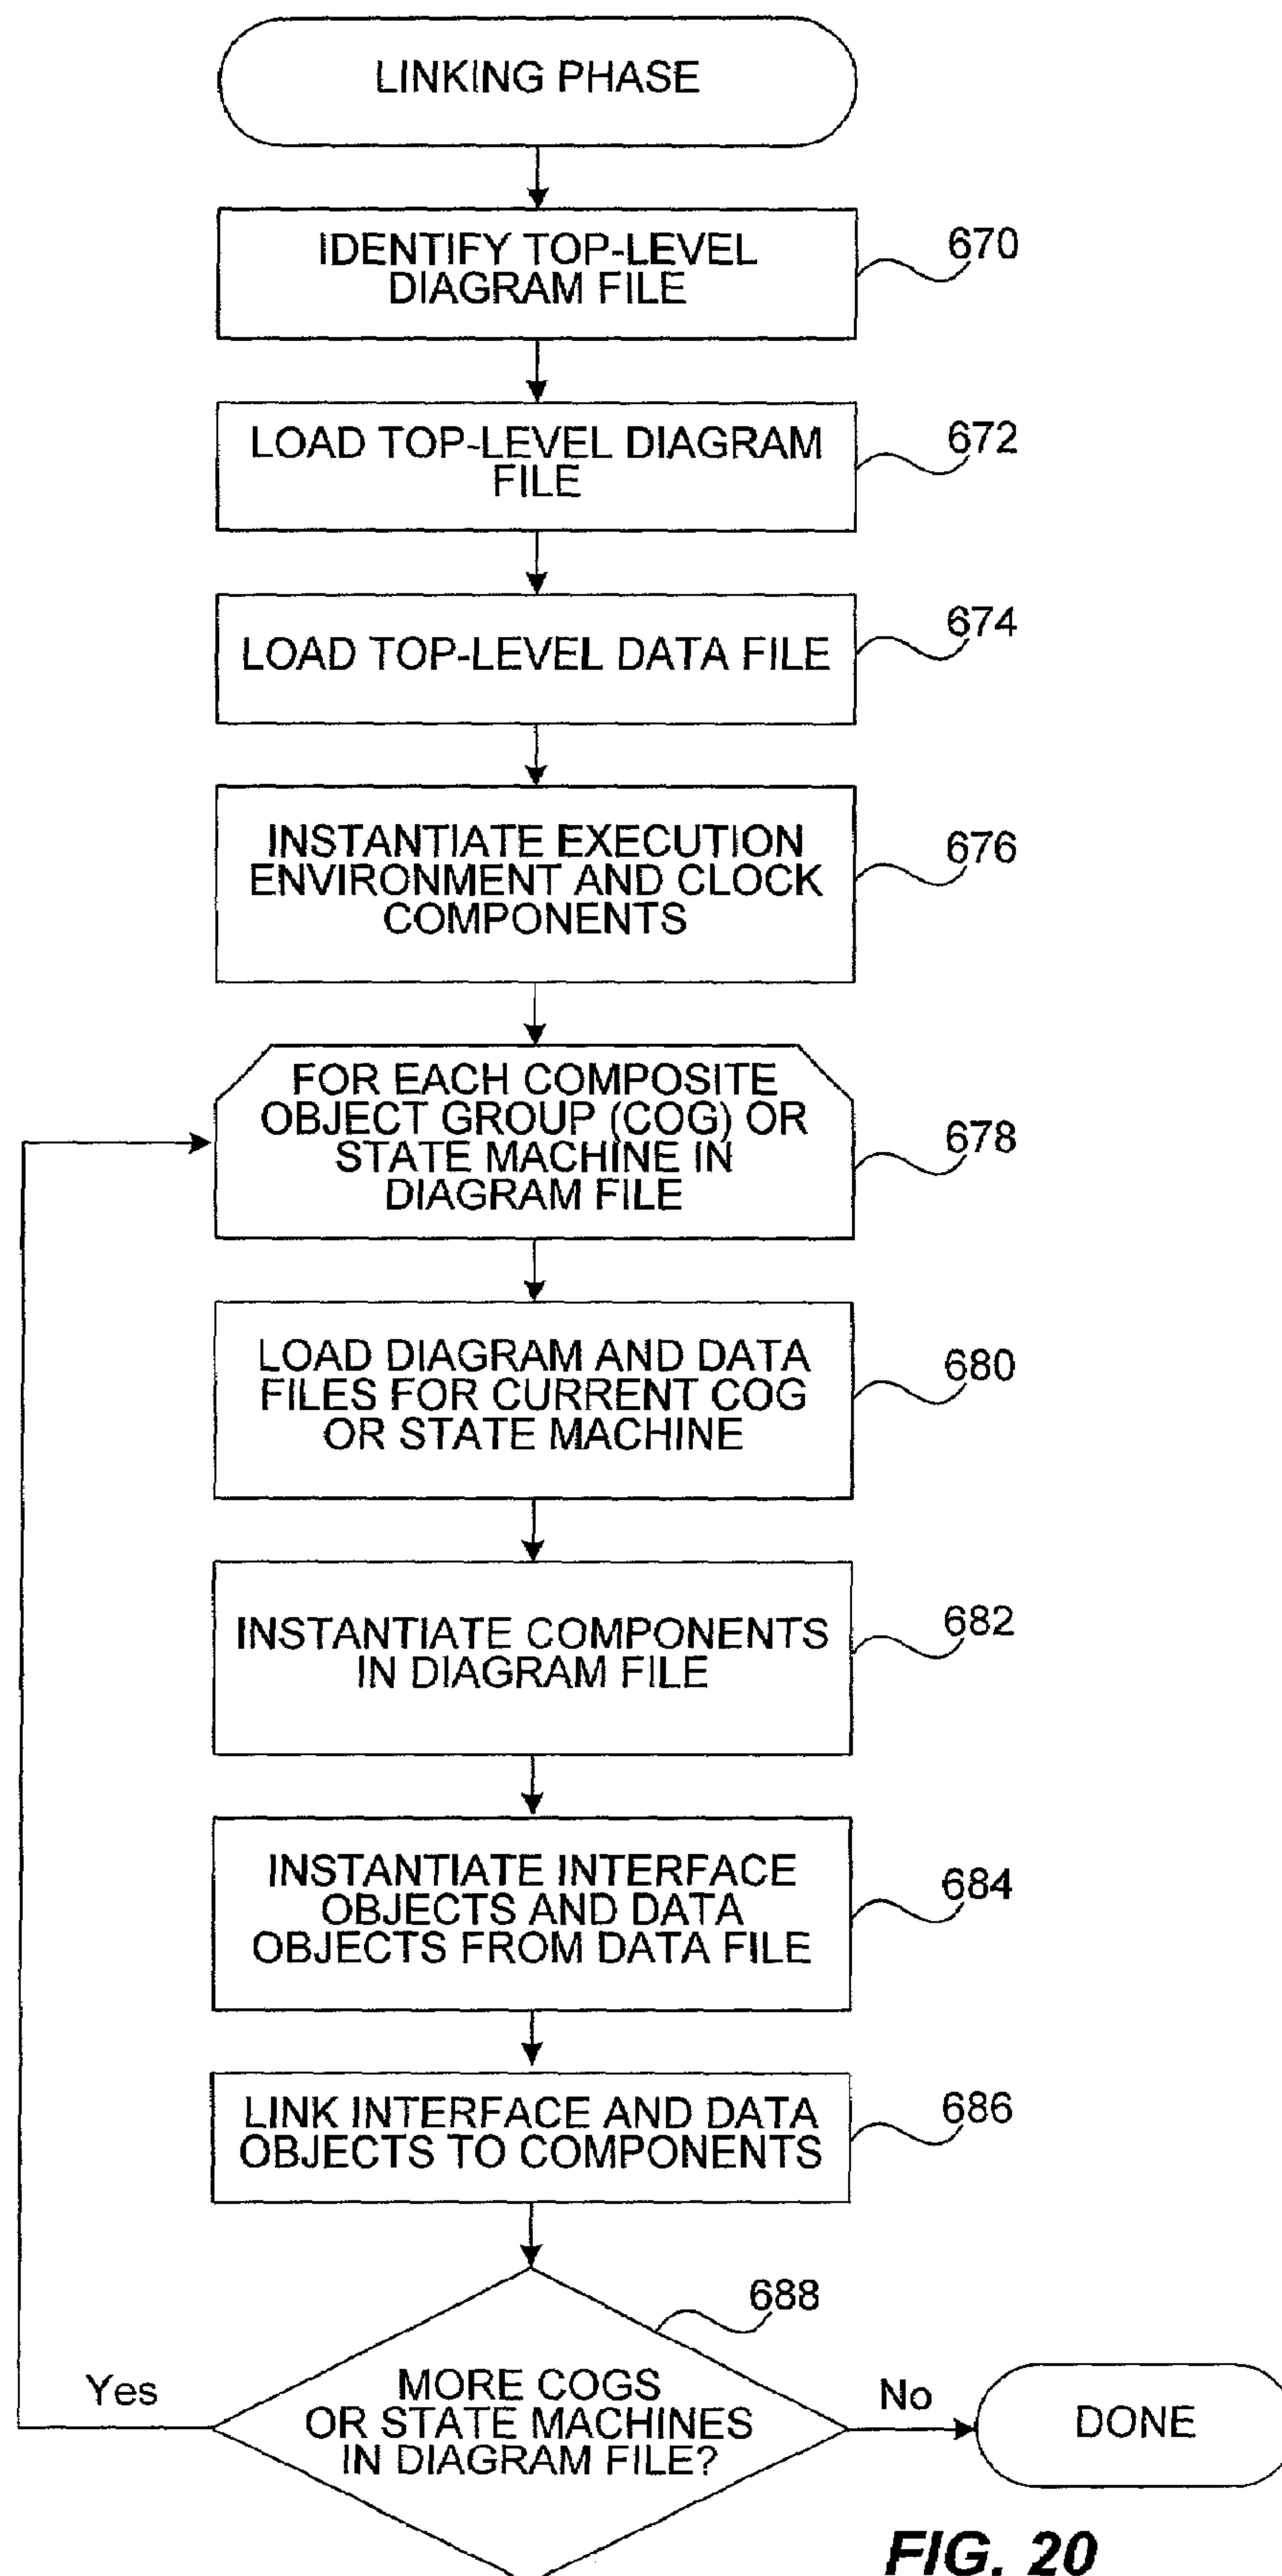 LINKING PHASE
IDENTIFY TOP-LEVEL
DIAGRAM FILE
670
LOAD TOP-LEVEL DIAGRAM
FILE
672
LOAD TOP-LEVEL DATA FILE
674
INSTANTIATE EXECUTION
ENVIRONMENT AND CLOCK
COMPONENTS
676
FOR EACH COMPOSITE
OBJECT GROUP (COG) OR
STATE MACHINE IN
DIAGRAM FILE
678
LOAD DIAGRAM AND DATA
FILES FOR CURRENT COG
OR STATE MACHINE
680
INSTANTIATE COMPONENTS
IN DIAGRAM FILE
682
INSTANTIATE INTERFACE
OBJECTS AND DATA
OBJECTS FROM DATA FILE
684
LINK INTERFACE AND DATA
OBJECTS TO COMPONENTS
686
688
MORE COGS
OR STATE MACHINES
IN DIAGRAM FILE?
Yes
No
DONE
FIG. 20